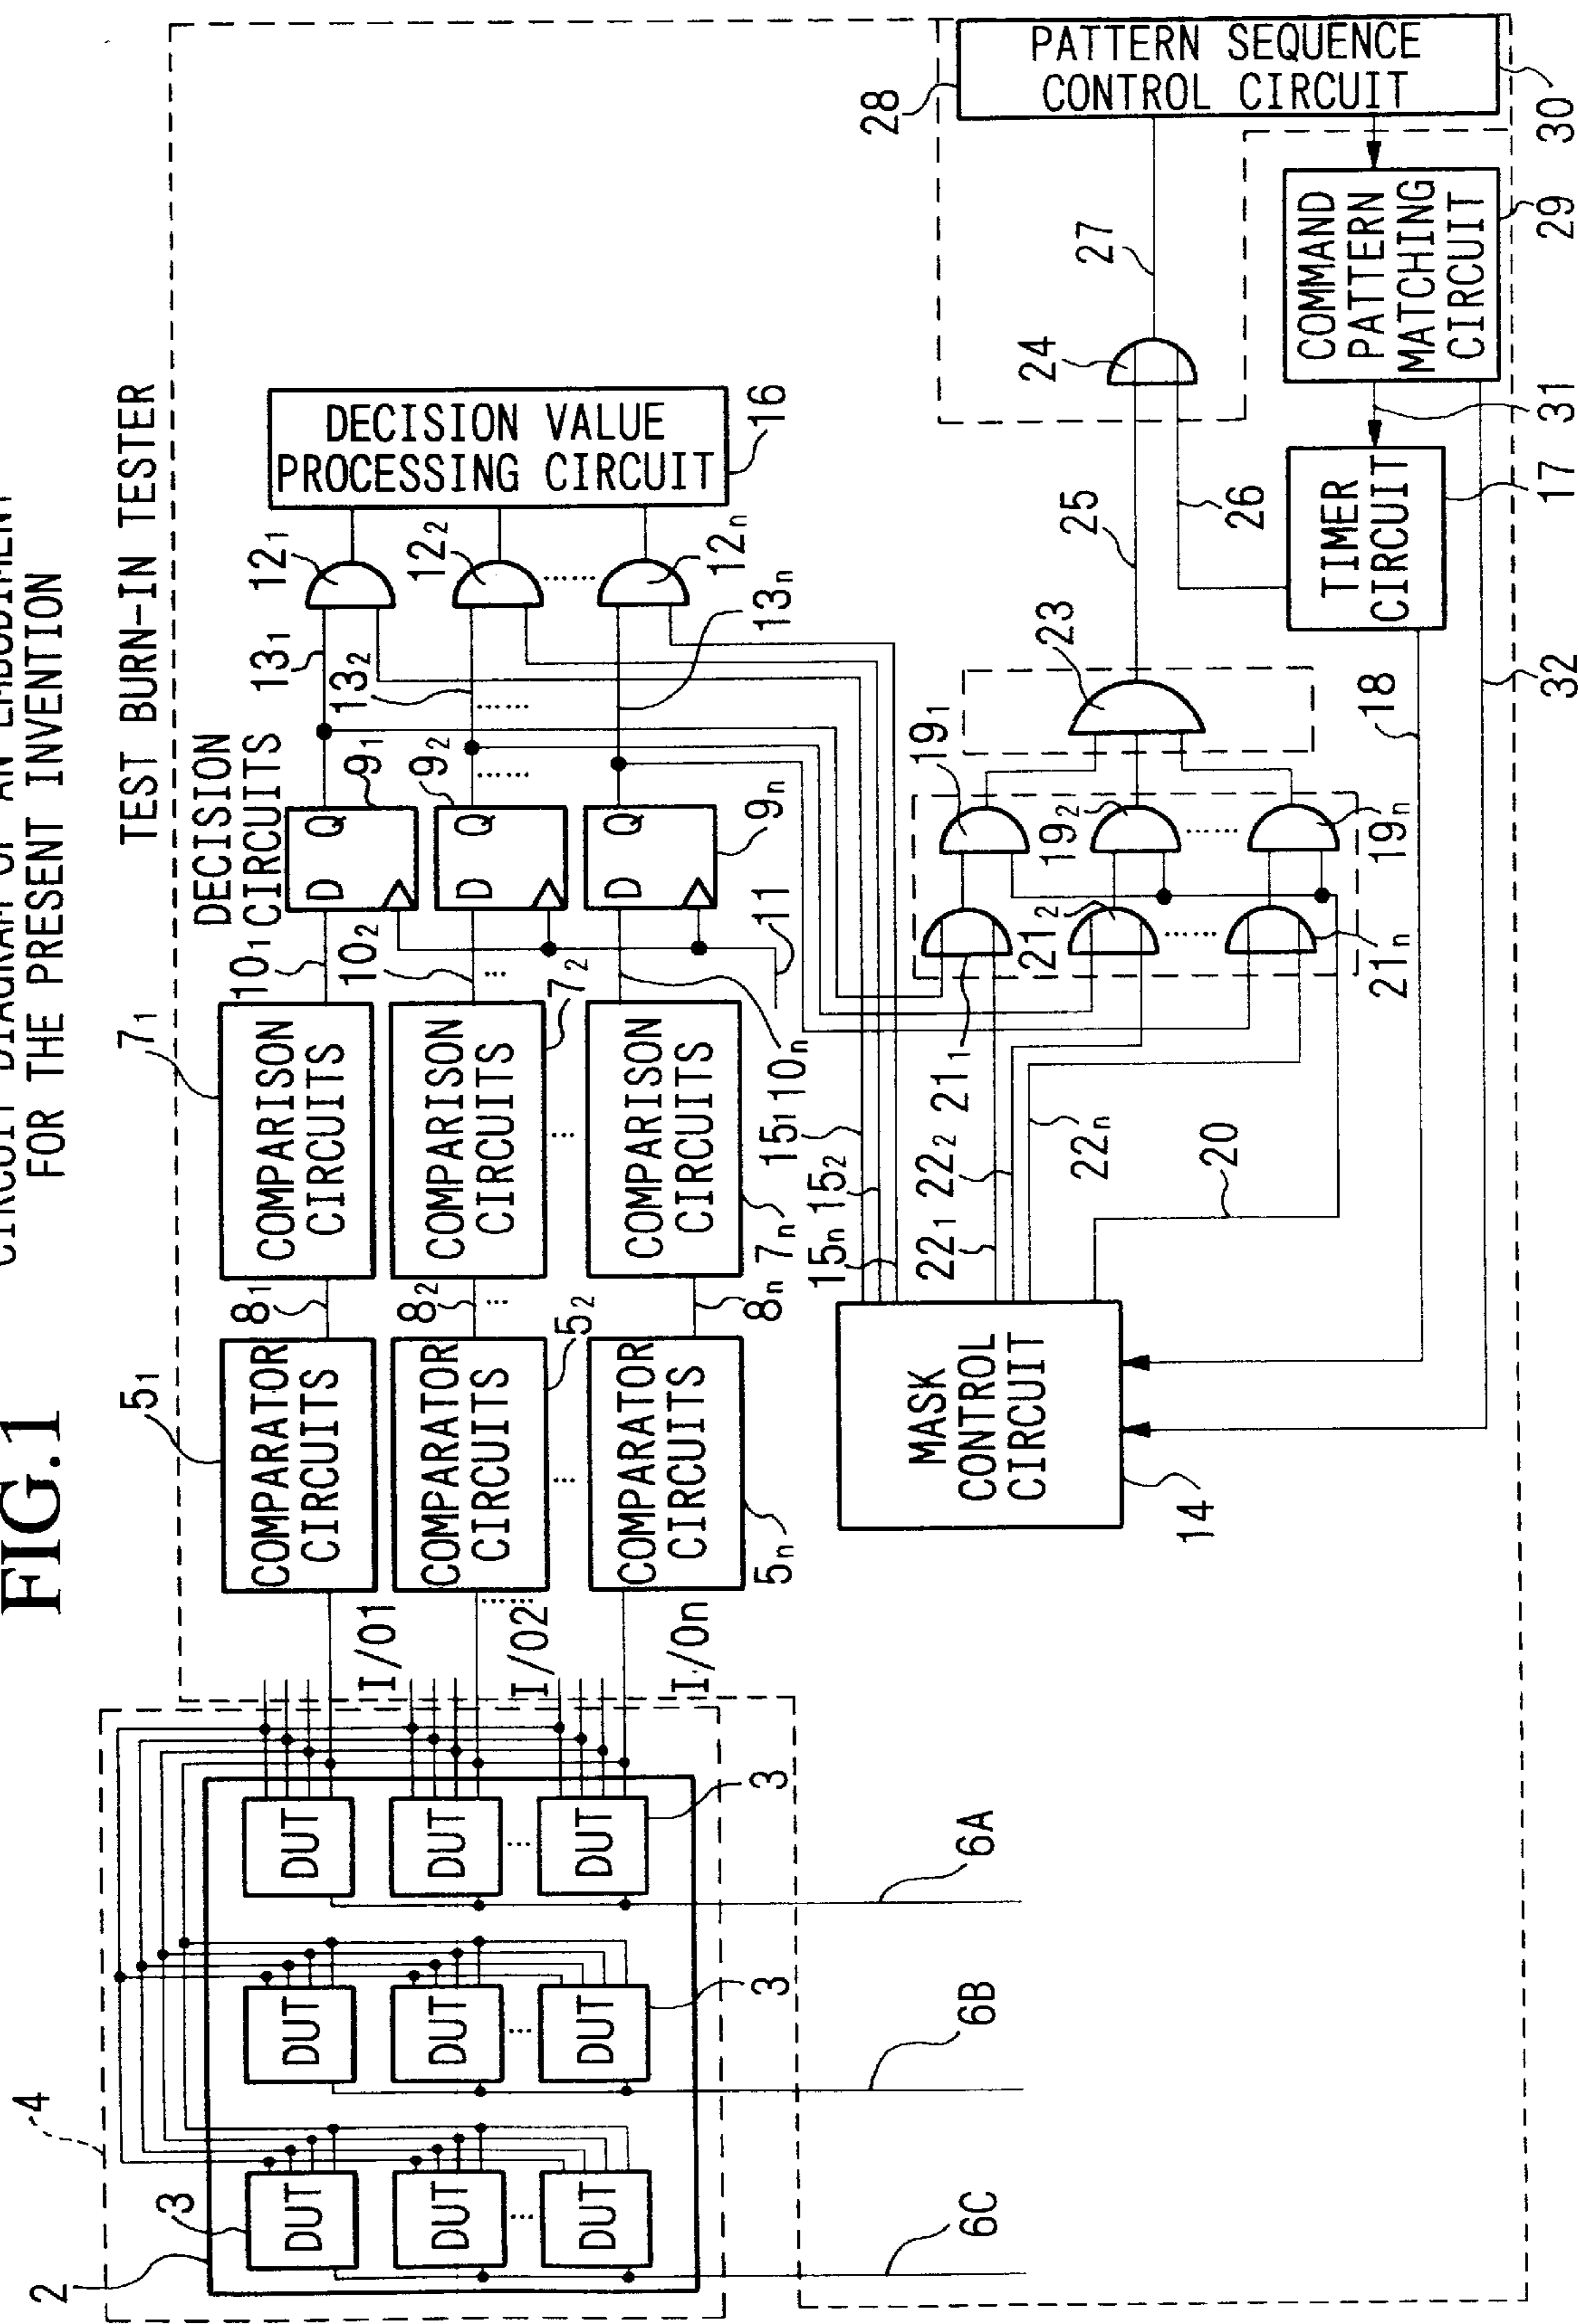 FIG.1
CIRCUIT DIAGRAM OF AN EMBODIMENT
FOR THE PRESENT INVENTION
TEST BURN-IN TESTER
4
2
3
DUT
DUT
DUT
DUT
DUT
DUT
DUT
DUT
DUT
3
3
6C
6B
6A
I/O1
I/O2
I/On
5₁
COMPARATOR
CIRCUITS
COMPARATOR
CIRCUITS
5₂
COMPARATOR
CIRCUITS
5ₙ
8₁
8₂
8ₙ
7₁
COMPARISON
CIRCUITS
COMPARISON
CIRCUITS
7₂
COMPARISON
CIRCUITS
7ₙ
10₁
10₂
10ₙ
11
DECISION
CIRCUITS
D Q
9₁
D Q
9₂
D Q
9ₙ
13₁
13₂
13ₙ
12₁
12₂
12ₙ
DECISION VALUE
PROCESSING CIRCUIT
16
15₁
15₂
15ₙ
MASK
CONTROL
CIRCUIT
14
22₁
22₂
22ₙ
20
21₁
21₂
21ₙ
19₁
19₂
19ₙ
23
25
26
18
32
TIMER
CIRCUIT
17
31
24
27
28
COMMAND
PATTERN
MATCHING
CIRCUIT
29
PATTERN SEQUENCE
CONTROL CIRCUIT
30